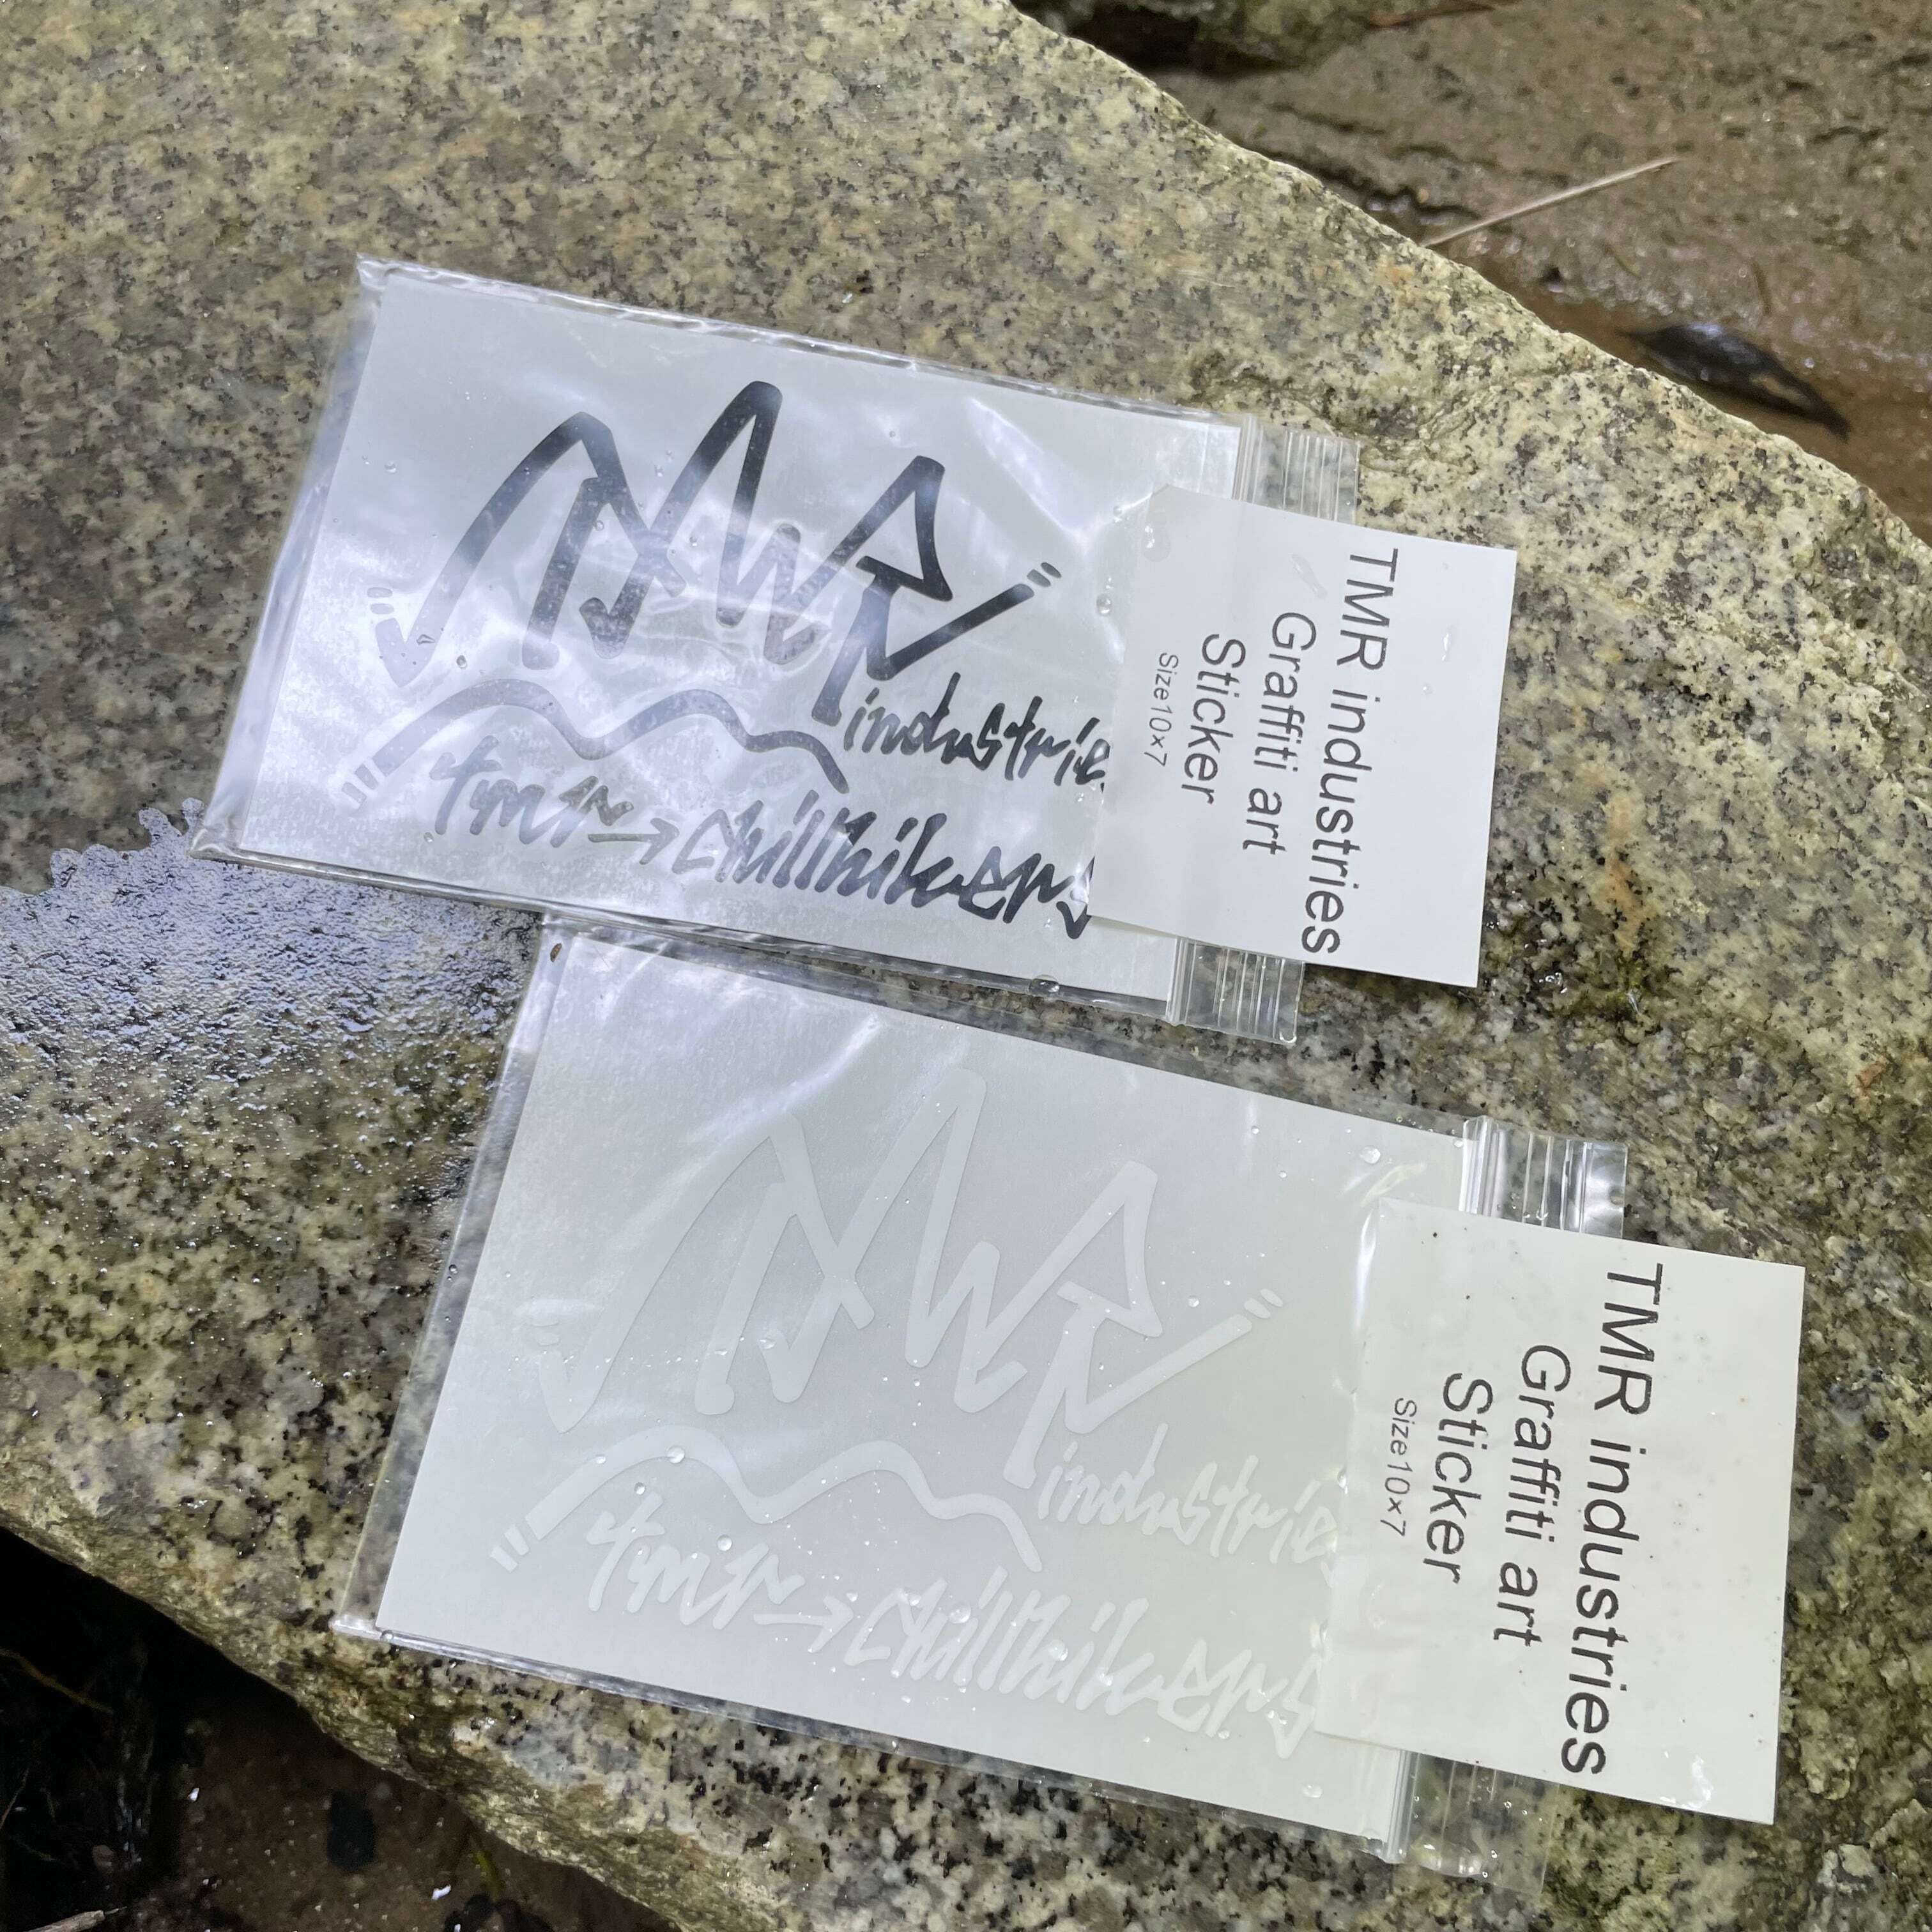 TMR
industries
tmr → chillhikers
TMR industries
Graffiti art
Sticker
Size10×7
TMR
industries
tmr → chillhikers
TMR industries
Graffiti art
Sticker
Size10×7